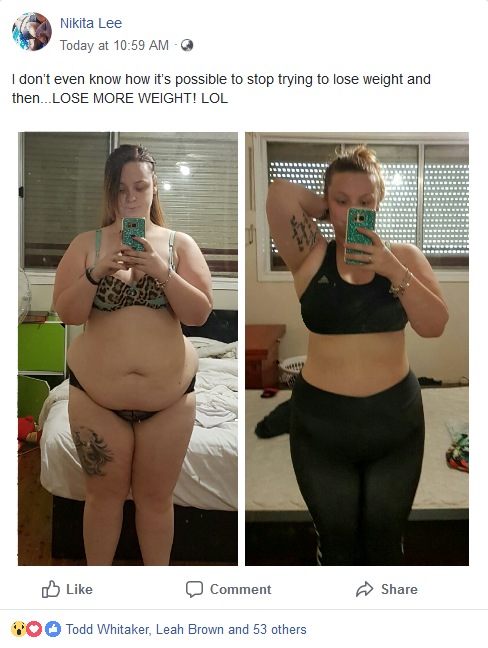 Nikita Lee
Today at 10:59 AM ·
I don't even know how it's possible to stop trying to lose weight and
then...LOSE MORE WEIGHT! LOL
Like Comment Share
Todd Whitaker, Leah Brown and 53 others